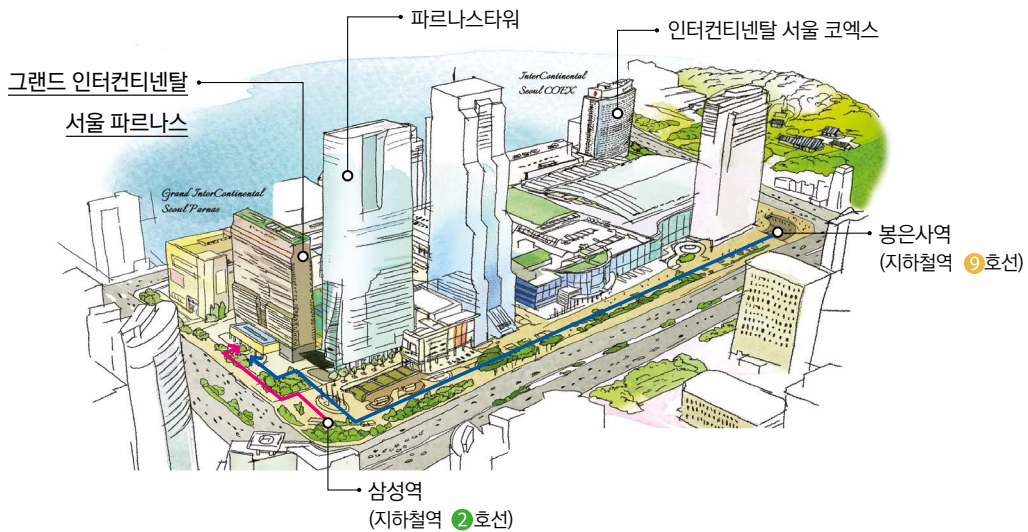 파르나스타워
인터컨티넨탈 서울 코엑스
그랜드 인터컨티넨탈
서울 파르나스
InterContinental
Seoul COEX
Grand InterContinental
Seoul Parnas
봉은사역
(지하철역 9호선)
삼성역
(지하철역 2호선)